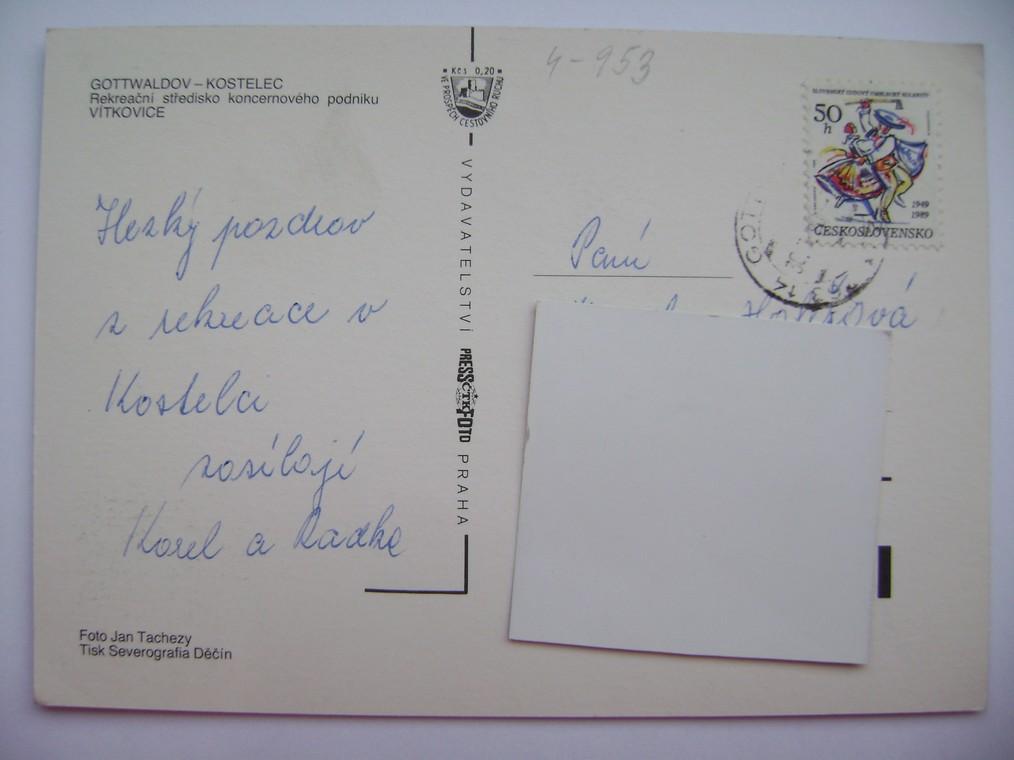 GOTTWALDOV – KOSTELEC
Rekreační středisko koncernového podniku
VÍTKOVICE
Hezký pozdrav
z rekreace v
Kostelci
zasílají
Karel a Radka
Foto Jan Tachezy
Tisk Severografia Děčín
Kčs 0,20
VE PROSPĚCH CESTOVNÍHO RUCHU
VYDAVATELSTVÍ PRESSFOTO PRAHA
ČTK
4-953
50
h
1949
1989
ČESKOSLOVENSKO
Paní